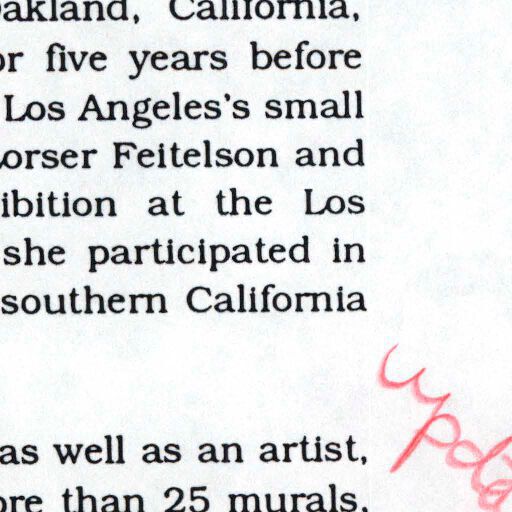 Oakland, California,
or five years before
Los Angeles's small
Lorser Feitelson and
ibition at the Los
she participated in
southern California
as well as an artist,
ore than 25 murals,